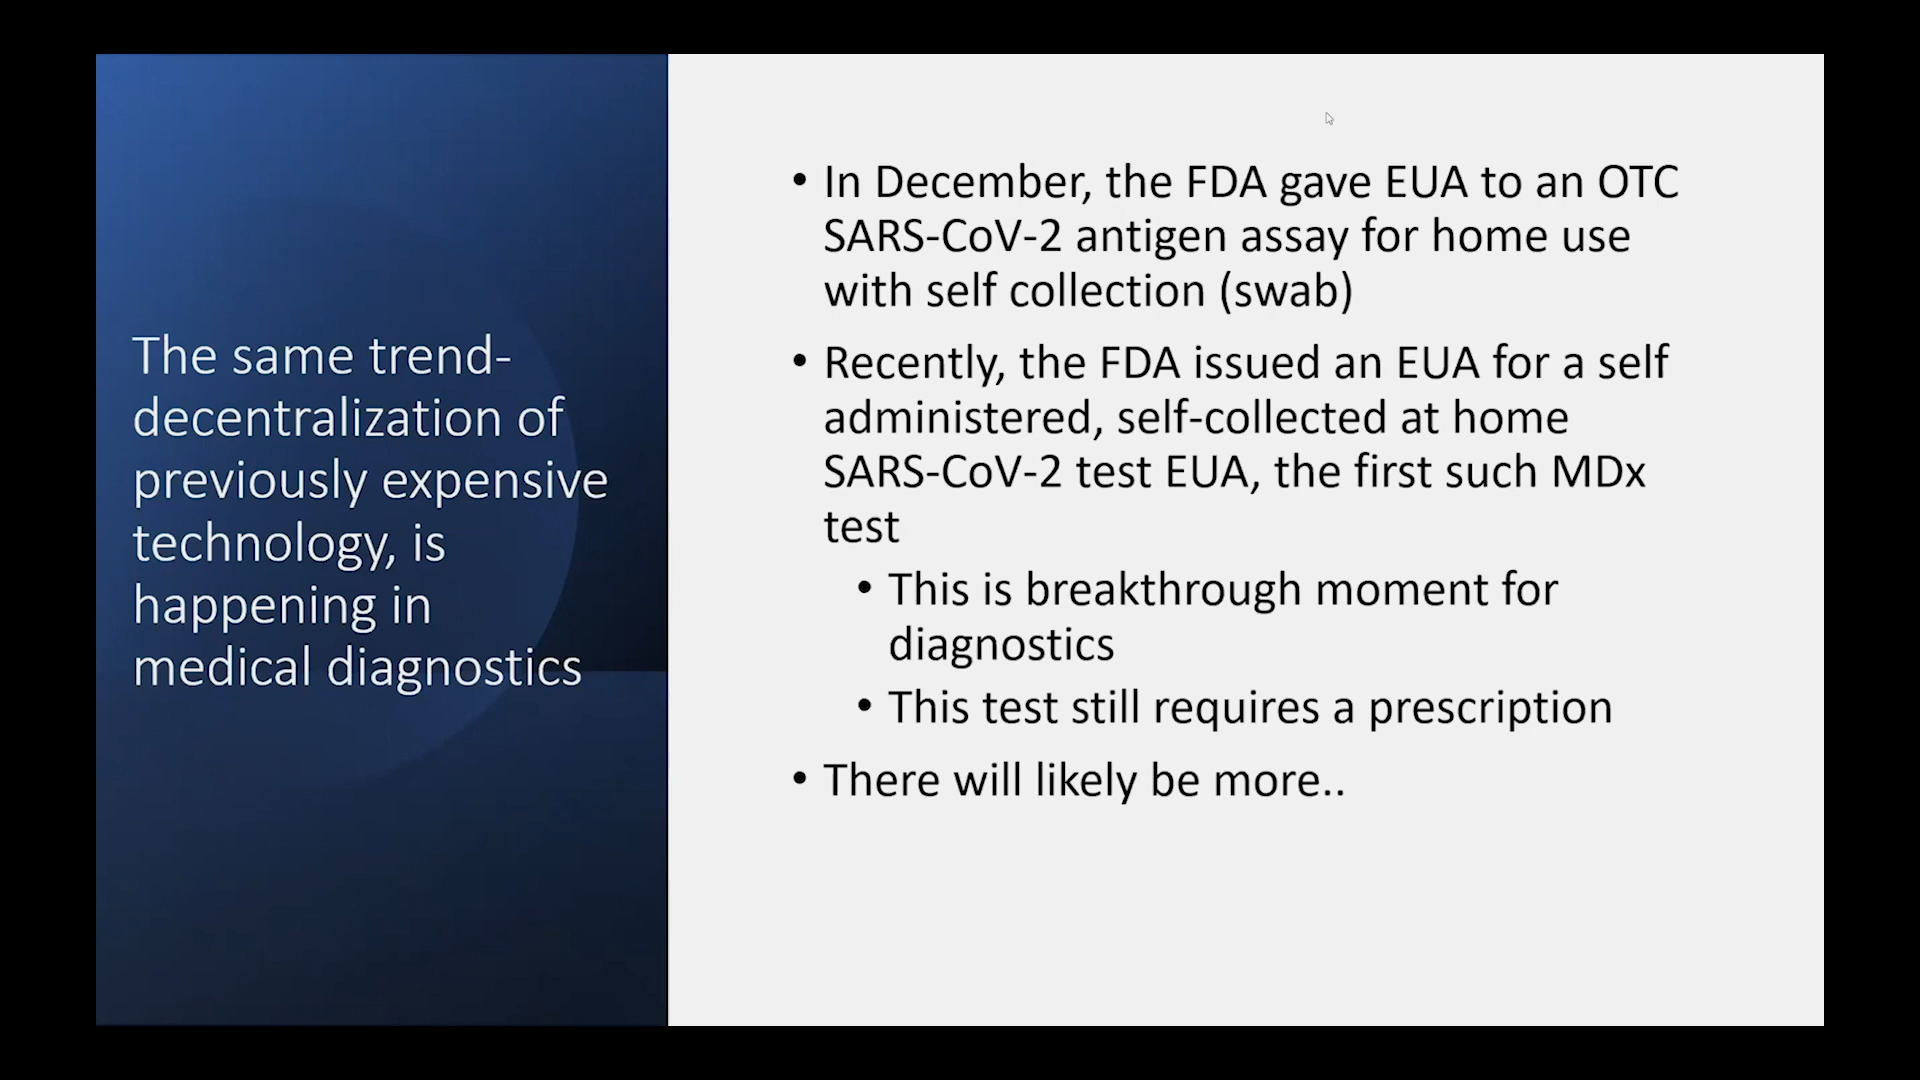 The same trend-
decentralization of
previously expensive
technology, is
happening in
medical diagnostics
• In December, the FDA gave EUA to an OTC
SARS-CoV-2 antigen assay for home use
with self collection (swab)
• Recently, the FDA issued an EUA for a self
administered, self-collected at home
SARS-CoV-2 test EUA, the first such MDx
test
• This is breakthrough moment for
diagnostics
• This test still requires a prescription
• There will likely be more..